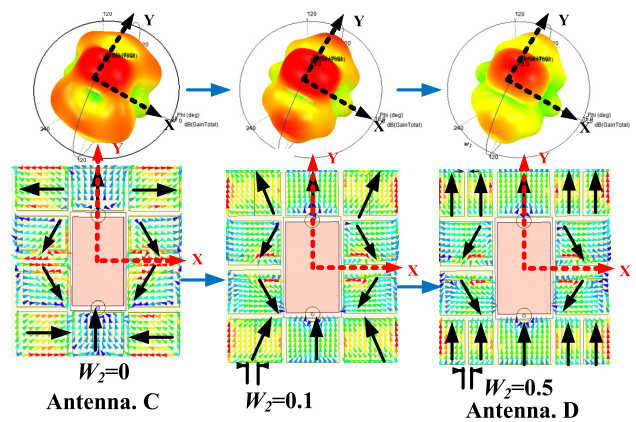 120
Y
120
Y
120
Y
Phi (deg)
dB(GainTotal)
X
240
Phi (deg)
dB(GainTotal)
X
240
Phi (deg)
dB(GainTotal)
X
240
W₂
Y
Y
Y
X
X
X
W₂=0
W₂=0.1
W₂=0.5
Antenna. C
Antenna. D